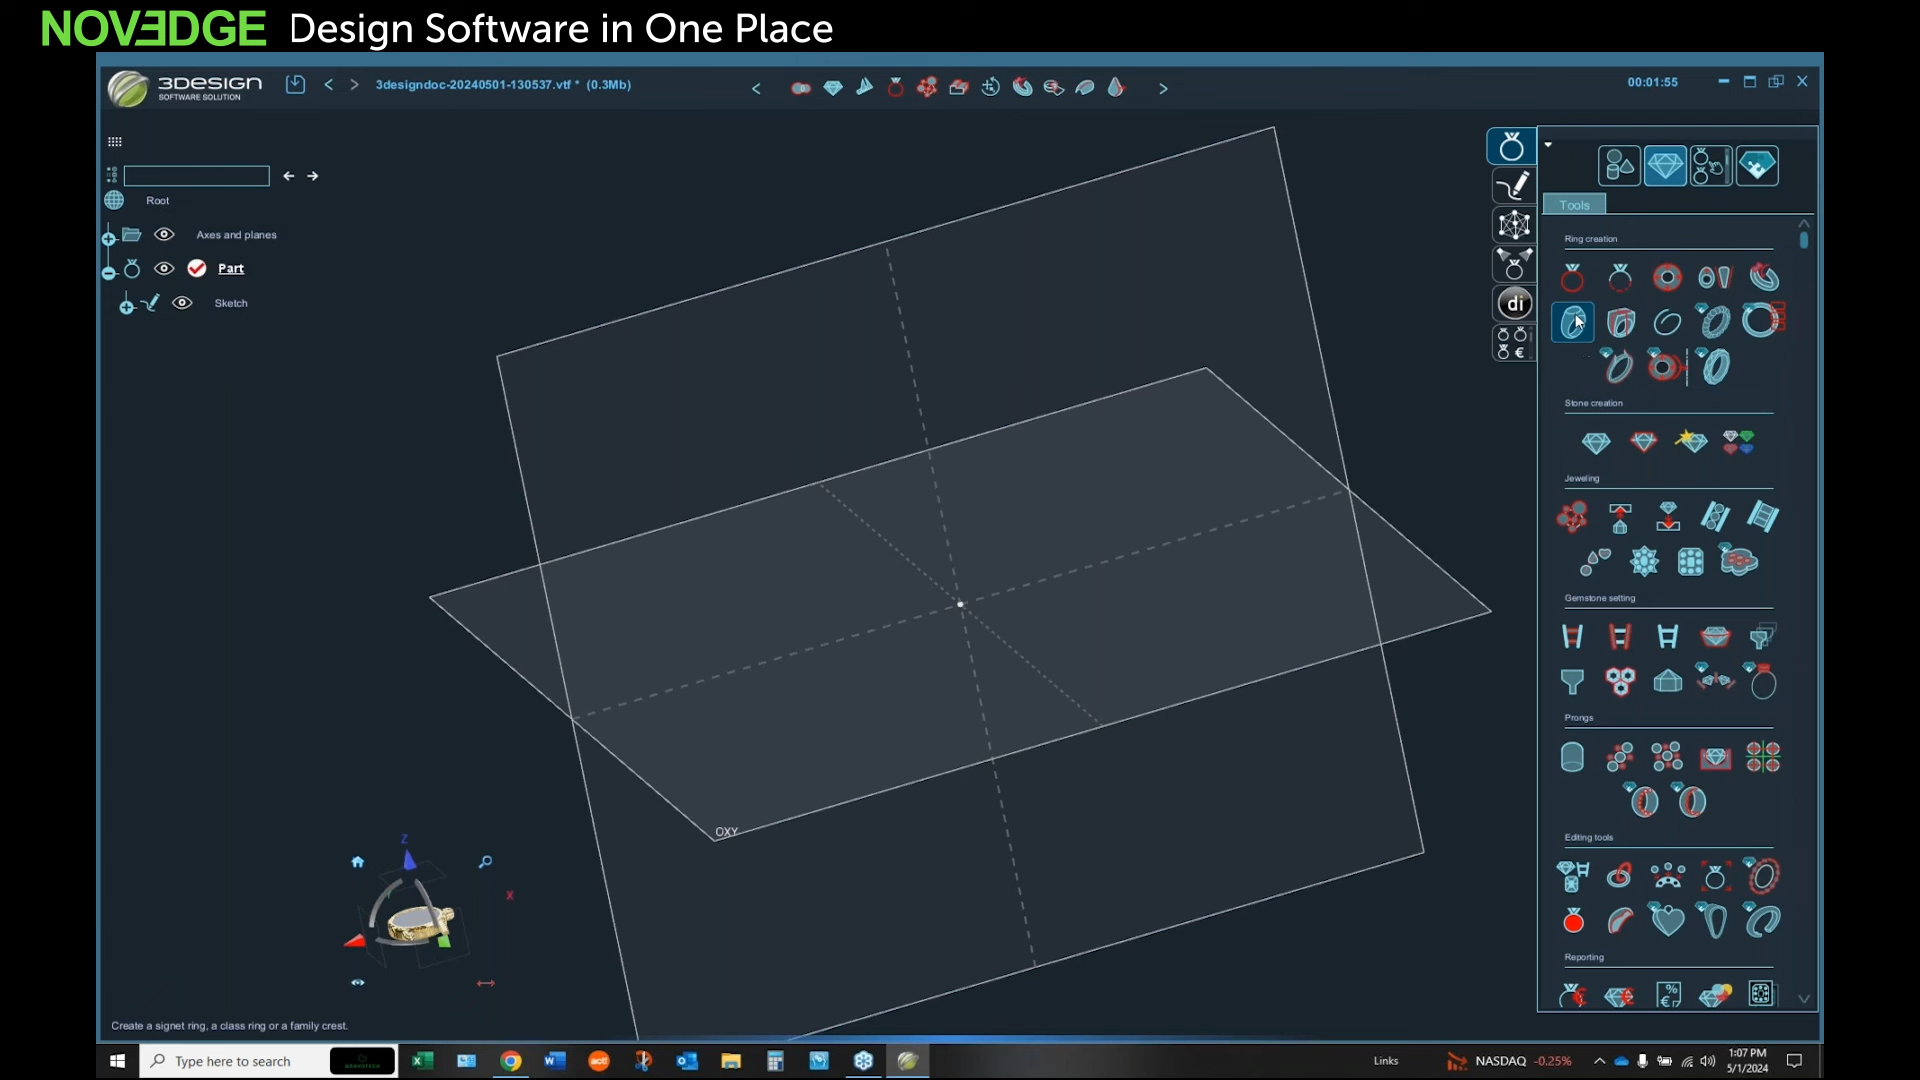 NOVEDGE Design Software in One Place
3DESIGN
SOFTWARE SOLUTION
3designdoc-20240501-130537.vtf * (0.3Mb)
00:01:55
Root
Axes and planes
Part
Sketch
di
€
Tools
Ring creation
Stone creation
Jeweling
Gemstone setting
Prongs
Editing tools
Reporting
% €
OXY
Z
X
Create a signet ring, a class ring or a family crest.
Type here to search
act!
Links
NASDAQ -0.25%
1:07 PM
5/1/2024